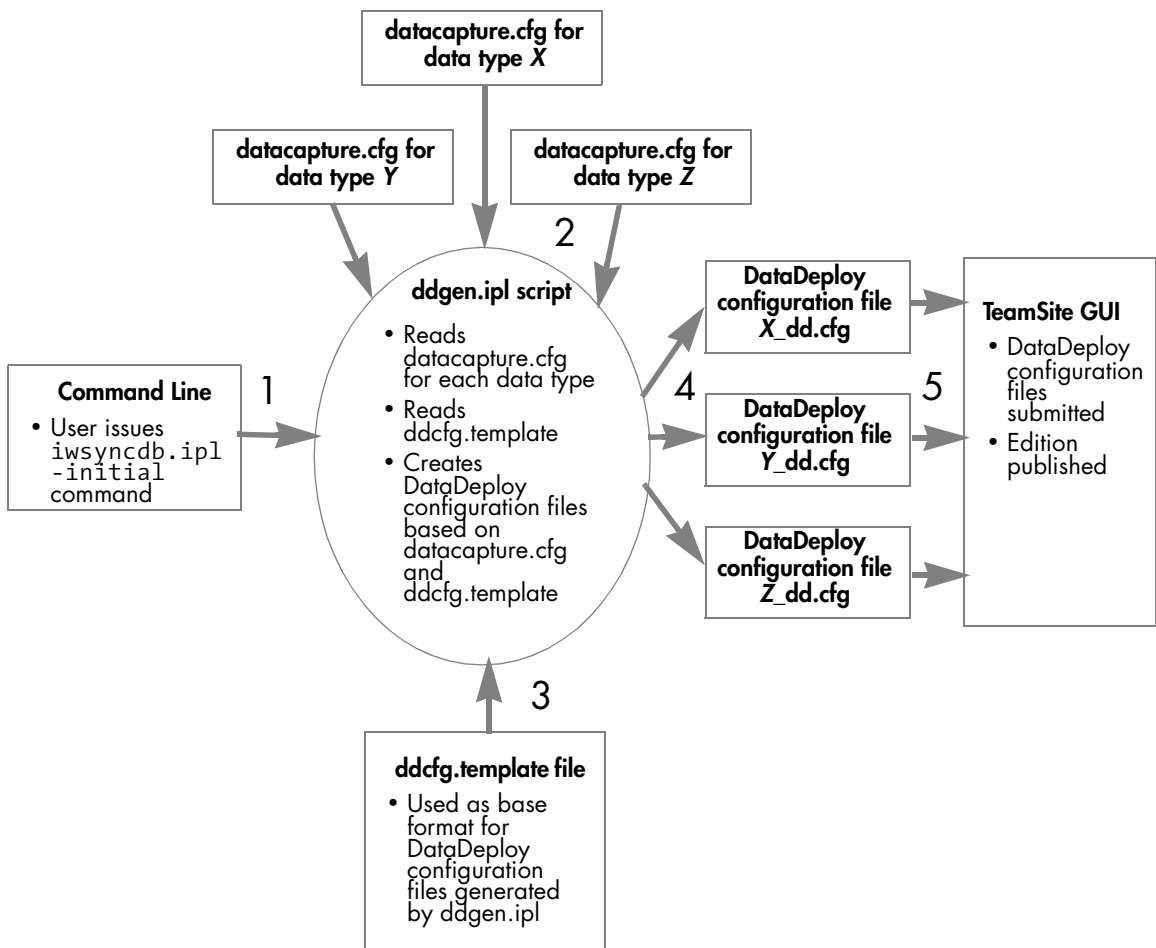 datacapture.cfg for
data type X
datacapture.cfg for
data type Y
datacapture.cfg for
data type Z
2
ddgen.ipl script
• Reads
datacapture.cfg
for each data type
• Reads
ddcfg.template
• Creates
DataDeploy
configuration files
based on
datacapture.cfg
and
ddcfg.template
Command Line
• User issues
iwsyncdb.ipl
-initial
command
1
DataDeploy
configuration file
X_dd.cfg
4
DataDeploy
configuration file
Y_dd.cfg
5
DataDeploy
configuration file
Z_dd.cfg
TeamSite GUI
• DataDeploy
configuration
files
submitted
• Edition
published
3
ddcfg.template file
• Used as base
format for
DataDeploy
configuration
files generated
by ddgen.ipl